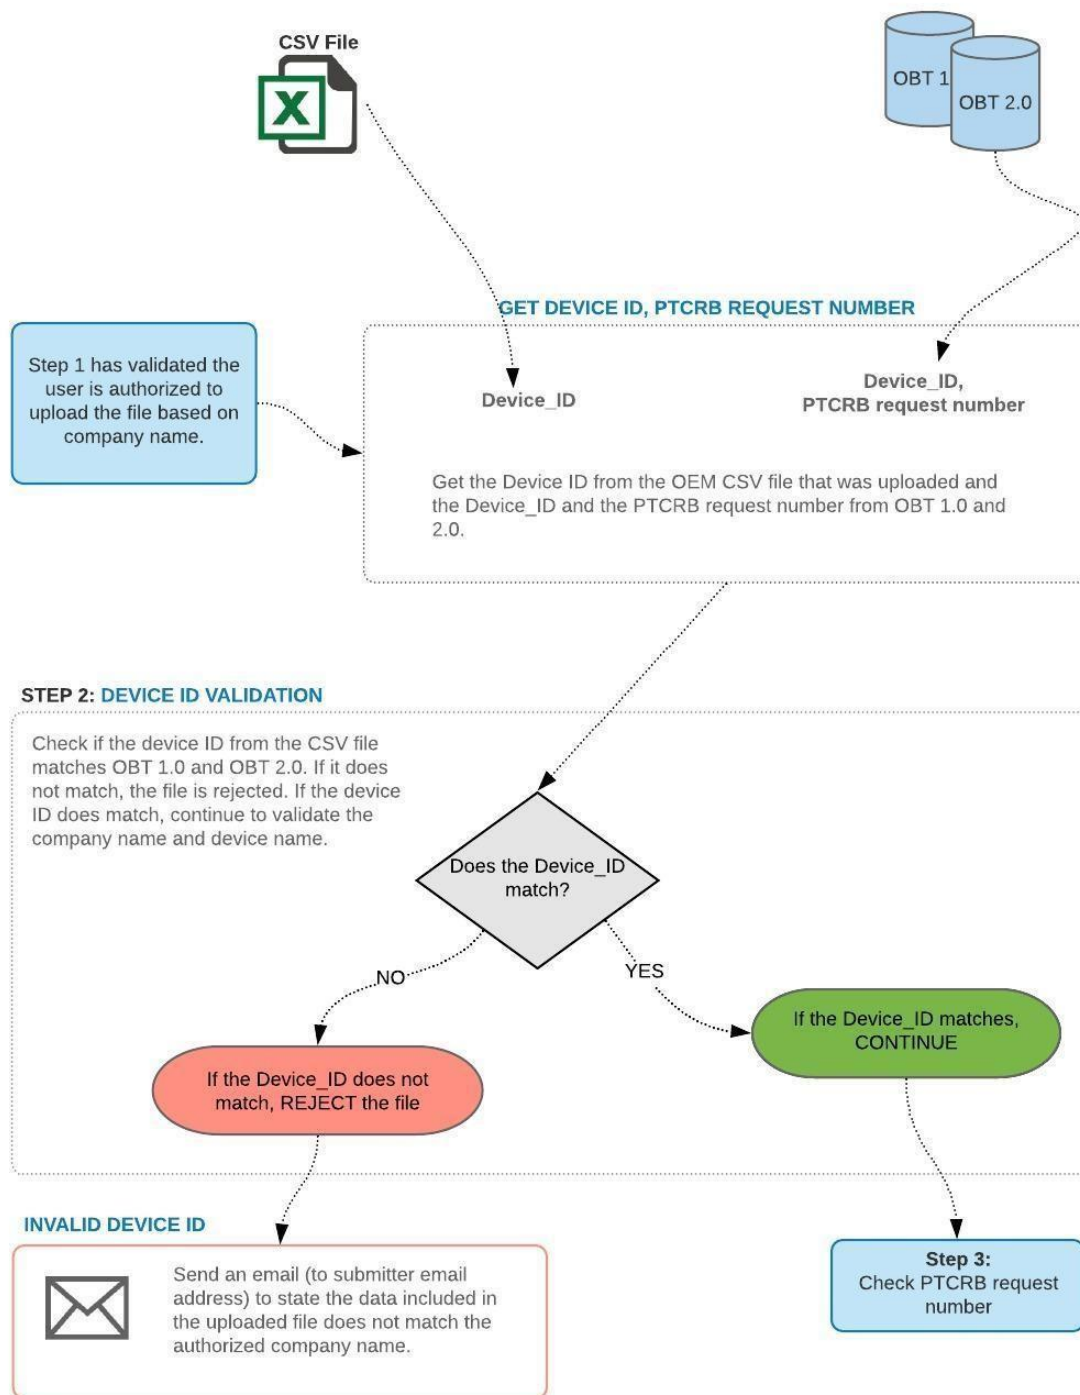 CSV File
X
OBT 1
OBT 2.0
GET DEVICE ID, PTCRB REQUEST NUMBER
Step 1 has validated the
user is authorized to
upload the file based on
company name.
Device_ID
Device_ID,
PTCRB request number
Get the Device ID from the OEM CSV file that was uploaded and
the Device_ID and the PTCRB request number from OBT 1.0 and
2.0.
STEP 2: DEVICE ID VALIDATION
Check if the device ID from the CSV file
matches OBT 1.0 and OBT 2.0. If it does
not match, the file is rejected. If the device
ID does match, continue to validate the
company name and device name.
Does the Device_ID
match?
NO
YES
If the Device_ID matches,
CONTINUE
If the Device_ID does not
match, REJECT the file
INVALID DEVICE ID
Send an email (to submitter email
address) to state the data included in
the uploaded file does not match the
authorized company name.
Step 3:
Check PTCRB request
number